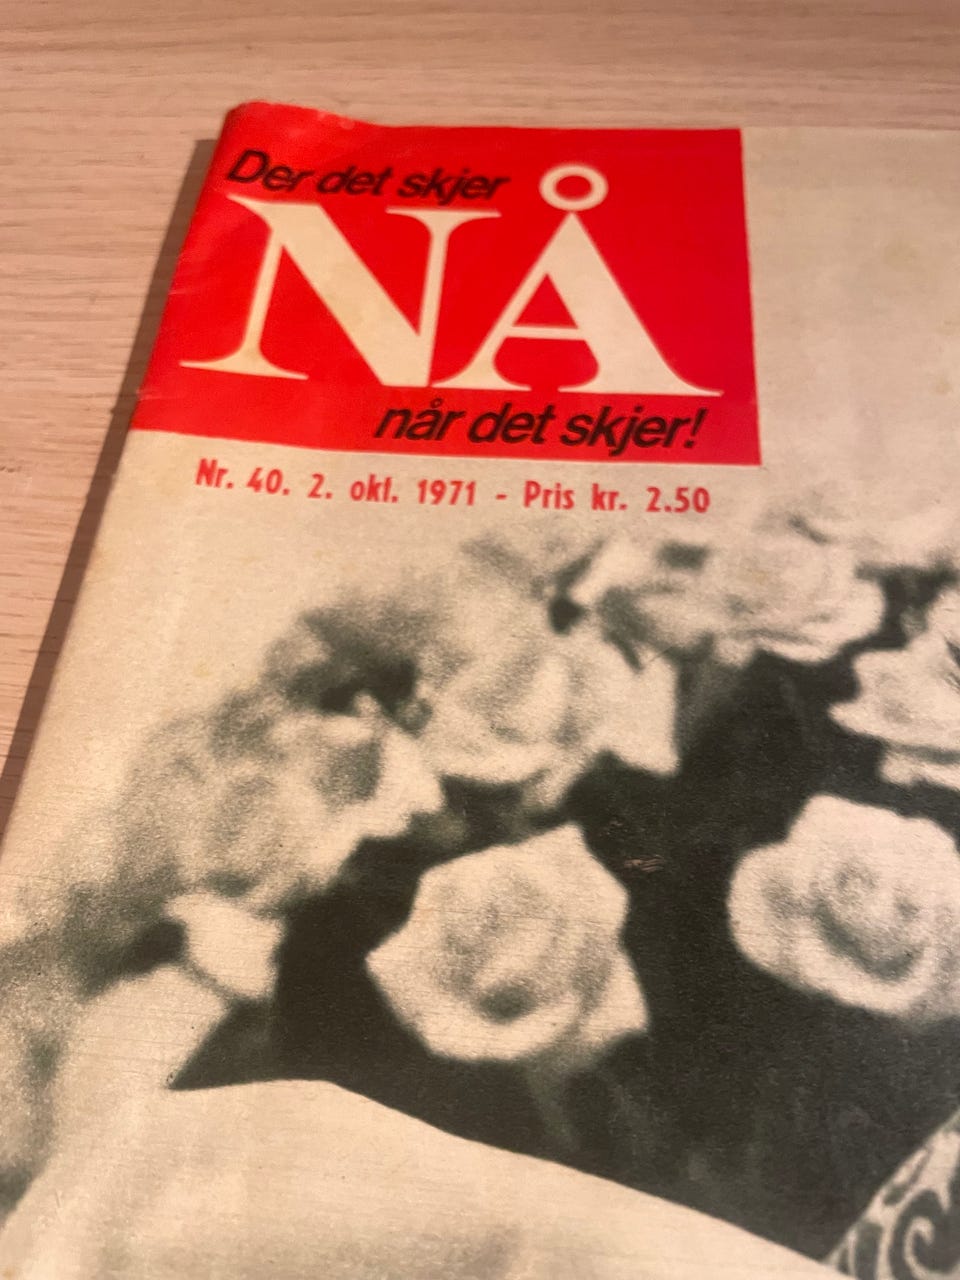 Der det skjer
NÅ
når det skjer!
Nr. 40. 2. okt. 1971 - Pris kr. 2.50